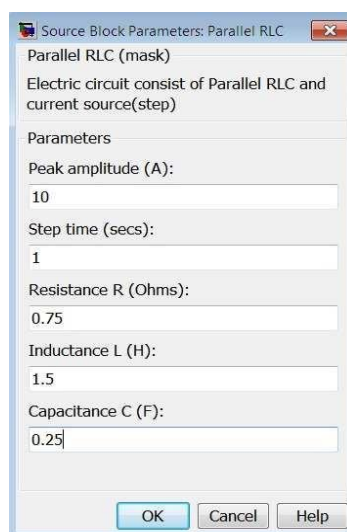 Source Block Parameters: Parallel RLC
Parallel RLC (mask)
Electric circuit consist of Parallel RLC and
current source(step)
Parameters
Peak amplitude (A):
10
Step time (secs):
1
Resistance R (Ohms):
0.75
Inductance L (H):
1.5
Capacitance C (F):
0.25
OK
Cancel
Help